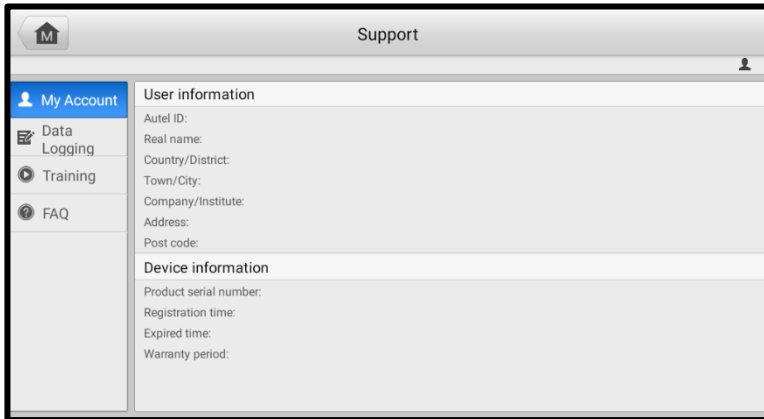 M
Support
My Account
Data
Logging
Training
FAQ
User information
Autel ID:
Real name:
Country/District:
Town/City:
Company/Institute:
Address:
Post code:
Device information
Product serial number:
Registration time:
Expired time:
Warranty period: